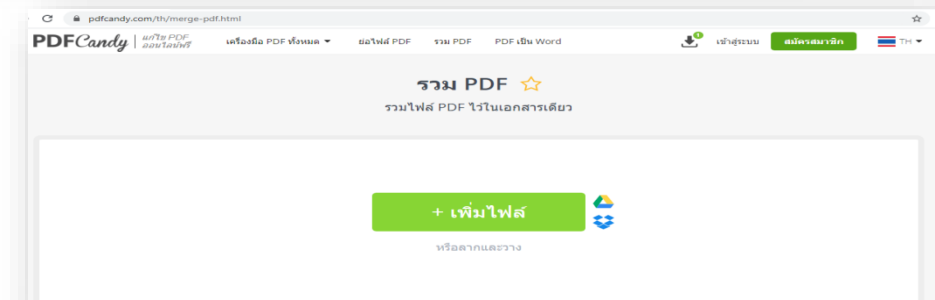 pdfcandy.com/th/merge-pdf.html
PDFCandy แก้ไข PDF ออนไลน์ฟรี เครื่องมือ PDF ทั้งหมด ย่อไฟล์ PDF รวม PDF PDF เป็น Word เข้าสู่ระบบ สมัครสมาชิก TH
รวม PDF
รวมไฟล์ PDF ไว้ในเอกสารเดียว
+ เพิ่มไฟล์
หรือลากและวาง